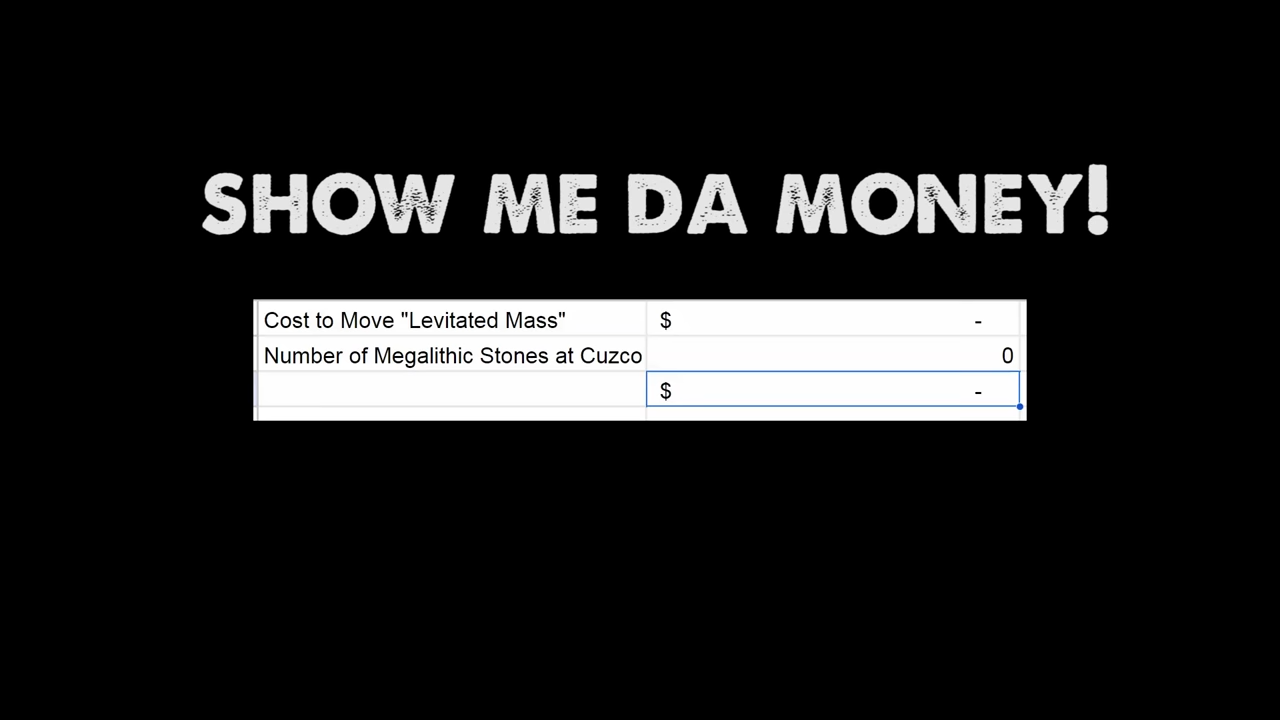 SHOW ME DA MONEY!
Cost to Move "Levitated Mass" $ -
Number of Megalithic Stones at Cuzco 0
$ -